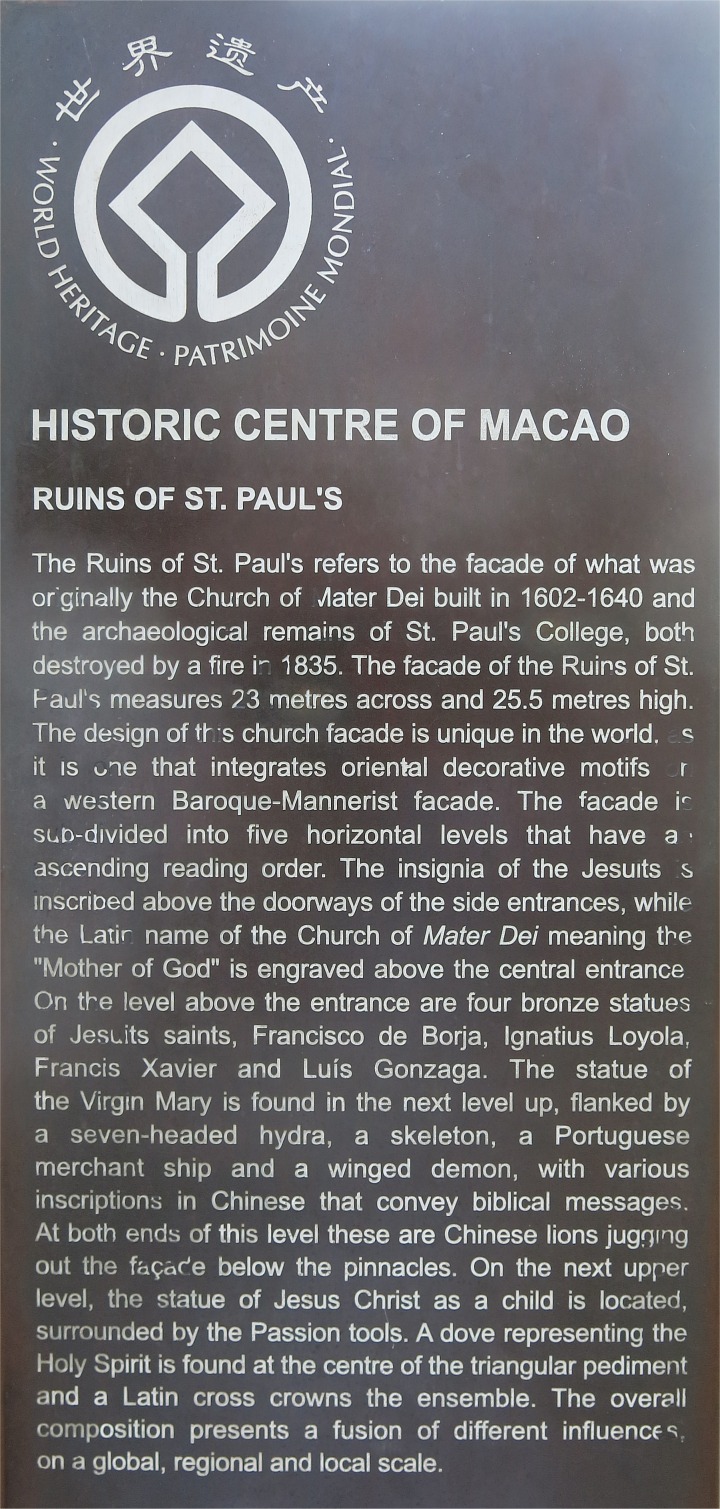 世界遗产
· WORLD HERITAGE · PATRIMOINE MONDIAL ·
HISTORIC CENTRE OF MACAO
RUINS OF ST. PAUL'S
The Ruins of St. Paul's refers to the facade of what was
originally the Church of Mater Dei built in 1602-1640 and
the archaeological remains of St. Paul's College, both
destroyed by a fire in 1835. The facade of the Ruins of St.
Paul's measures 23 metres across and 25.5 metres high.
The design of this church facade is unique in the world, as
it is one that integrates oriental decorative motifs on
a western Baroque-Mannerist facade. The facade is
sub-divided into five horizontal levels that have a
ascending reading order. The insignia of the Jesuits is
inscribed above the doorways of the side entrances, while
the Latin name of the Church of Mater Dei meaning the
"Mother of God" is engraved above the central entrance
On the level above the entrance are four bronze statues
of Jesuits saints, Francisco de Borja, Ignatius Loyola,
Francis Xavier and Luís Gonzaga. The statue of
the Virgin Mary is found in the next level up, flanked by
a seven-headed hydra, a skeleton, a Portuguese
merchant ship and a winged demon, with various
inscriptions in Chinese that convey biblical messages.
At both ends of this level these are Chinese lions jugging
out the façade below the pinnacles. On the next upper
level, the statue of Jesus Christ as a child is located,
surrounded by the Passion tools. A dove representing the
Holy Spirit is found at the centre of the triangular pediment
and a Latin cross crowns the ensemble. The overall
composition presents a fusion of different influences,
on a global, regional and local scale.